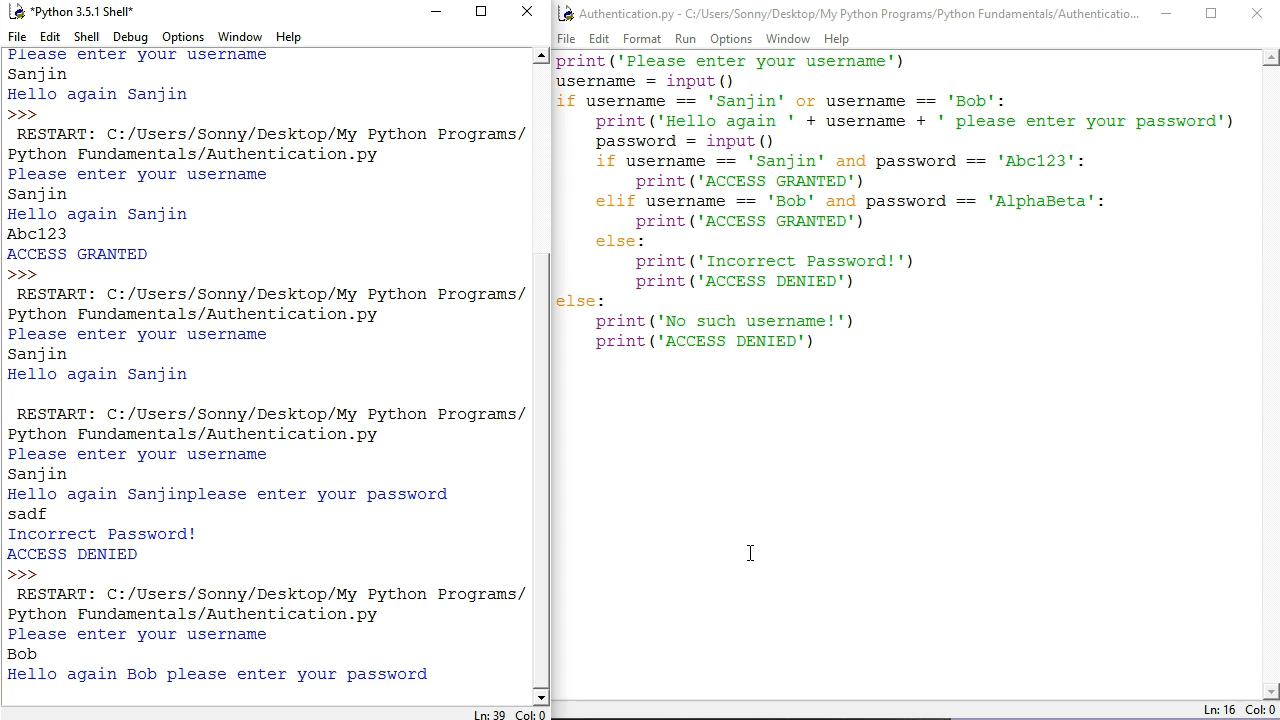 *Python 3.5.1 Shell*
File Edit Shell Debug Options Window Help
Please enter your username
Sanjin
Hello again Sanjin
>>>
RESTART: C:/Users/Sonny/Desktop/My Python Programs/
Python Fundamentals/Authentication.py
Please enter your username
Sanjin
Hello again Sanjin
Abc123
ACCESS GRANTED
>>>
RESTART: C:/Users/Sonny/Desktop/My Python Programs/
Python Fundamentals/Authentication.py
Please enter your username
Sanjin
Hello again Sanjin
RESTART: C:/Users/Sonny/Desktop/My Python Programs/
Python Fundamentals/Authentication.py
Please enter your username
Sanjin
Hello again Sanjinplease enter your password
sadf
Incorrect Password!
ACCESS DENIED
>>>
RESTART: C:/Users/Sonny/Desktop/My Python Programs/
Python Fundamentals/Authentication.py
Please enter your username
Bob
Hello again Bob please enter your password
Ln: 39 Col: 0
Authentication.py - C:/Users/Sonny/Desktop/My Python Programs/Python Fundamentals/Authenticatio...
File Edit Format Run Options Window Help
print('Please enter your username')
username = input()
if username == 'Sanjin' or username == 'Bob':
    print('Hello again ' + username + ' please enter your password')
    password = input()
    if username == 'Sanjin' and password == 'Abc123':
        print('ACCESS GRANTED')
    elif username == 'Bob' and password == 'AlphaBeta':
        print('ACCESS GRANTED')
    else:
        print('Incorrect Password!')
        print('ACCESS DENIED')
else:
    print('No such username!')
    print('ACCESS DENIED')
Ln: 16 Col: 0